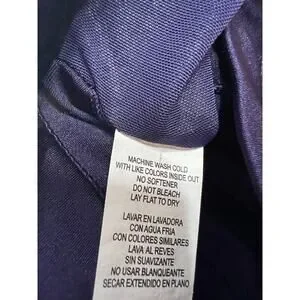 MACHINE WASH COLD
WITH LIKE COLORS INSIDE OUT
NO SOFTENER
DO NOT BLEACH
LAY FLAT TO DRY
LAVAR EN LAVADORA
CON AGUA FRIA
CON COLORES SIMILARES
LAVA AL REVES
SIN SUAVIZANTE
NO USAR BLANQUEANTE
SECAR EXTENDIDO EN PLANO